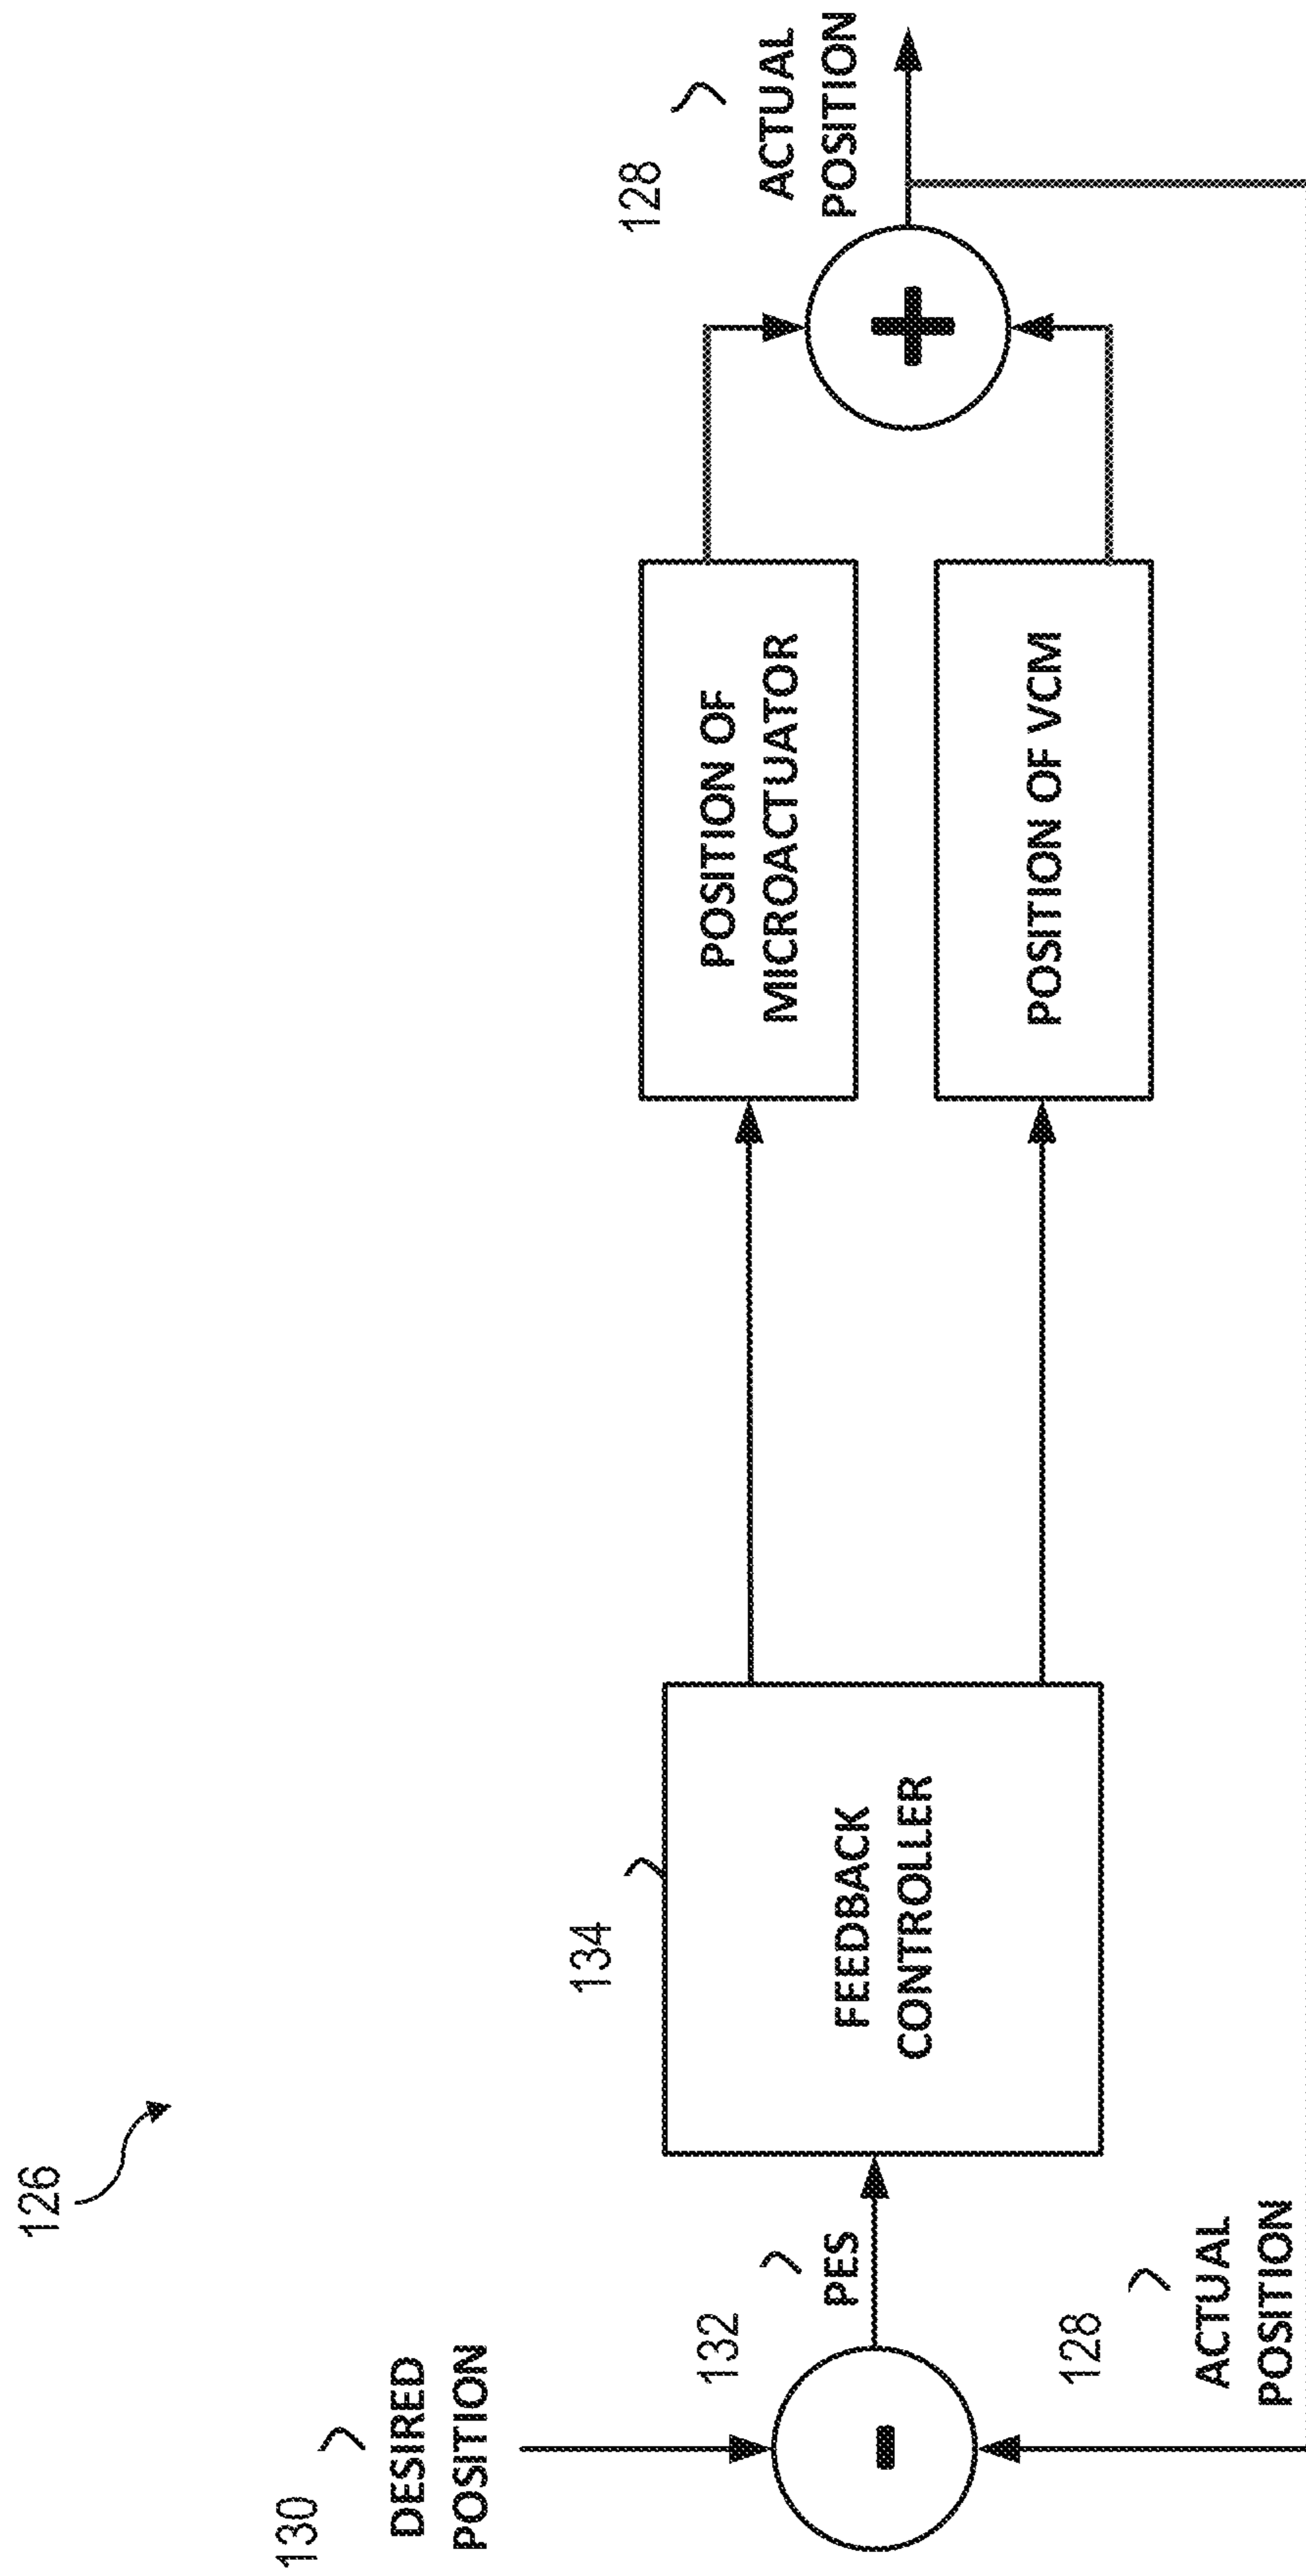 126
130
DESIRED
POSITION
132
PES
-
128
ACTUAL
POSITION
134
FEEDBACK
CONTROLLER
POSITION OF
MICROACTUATOR
POSITION OF VCM
+
128
ACTUAL
POSITION